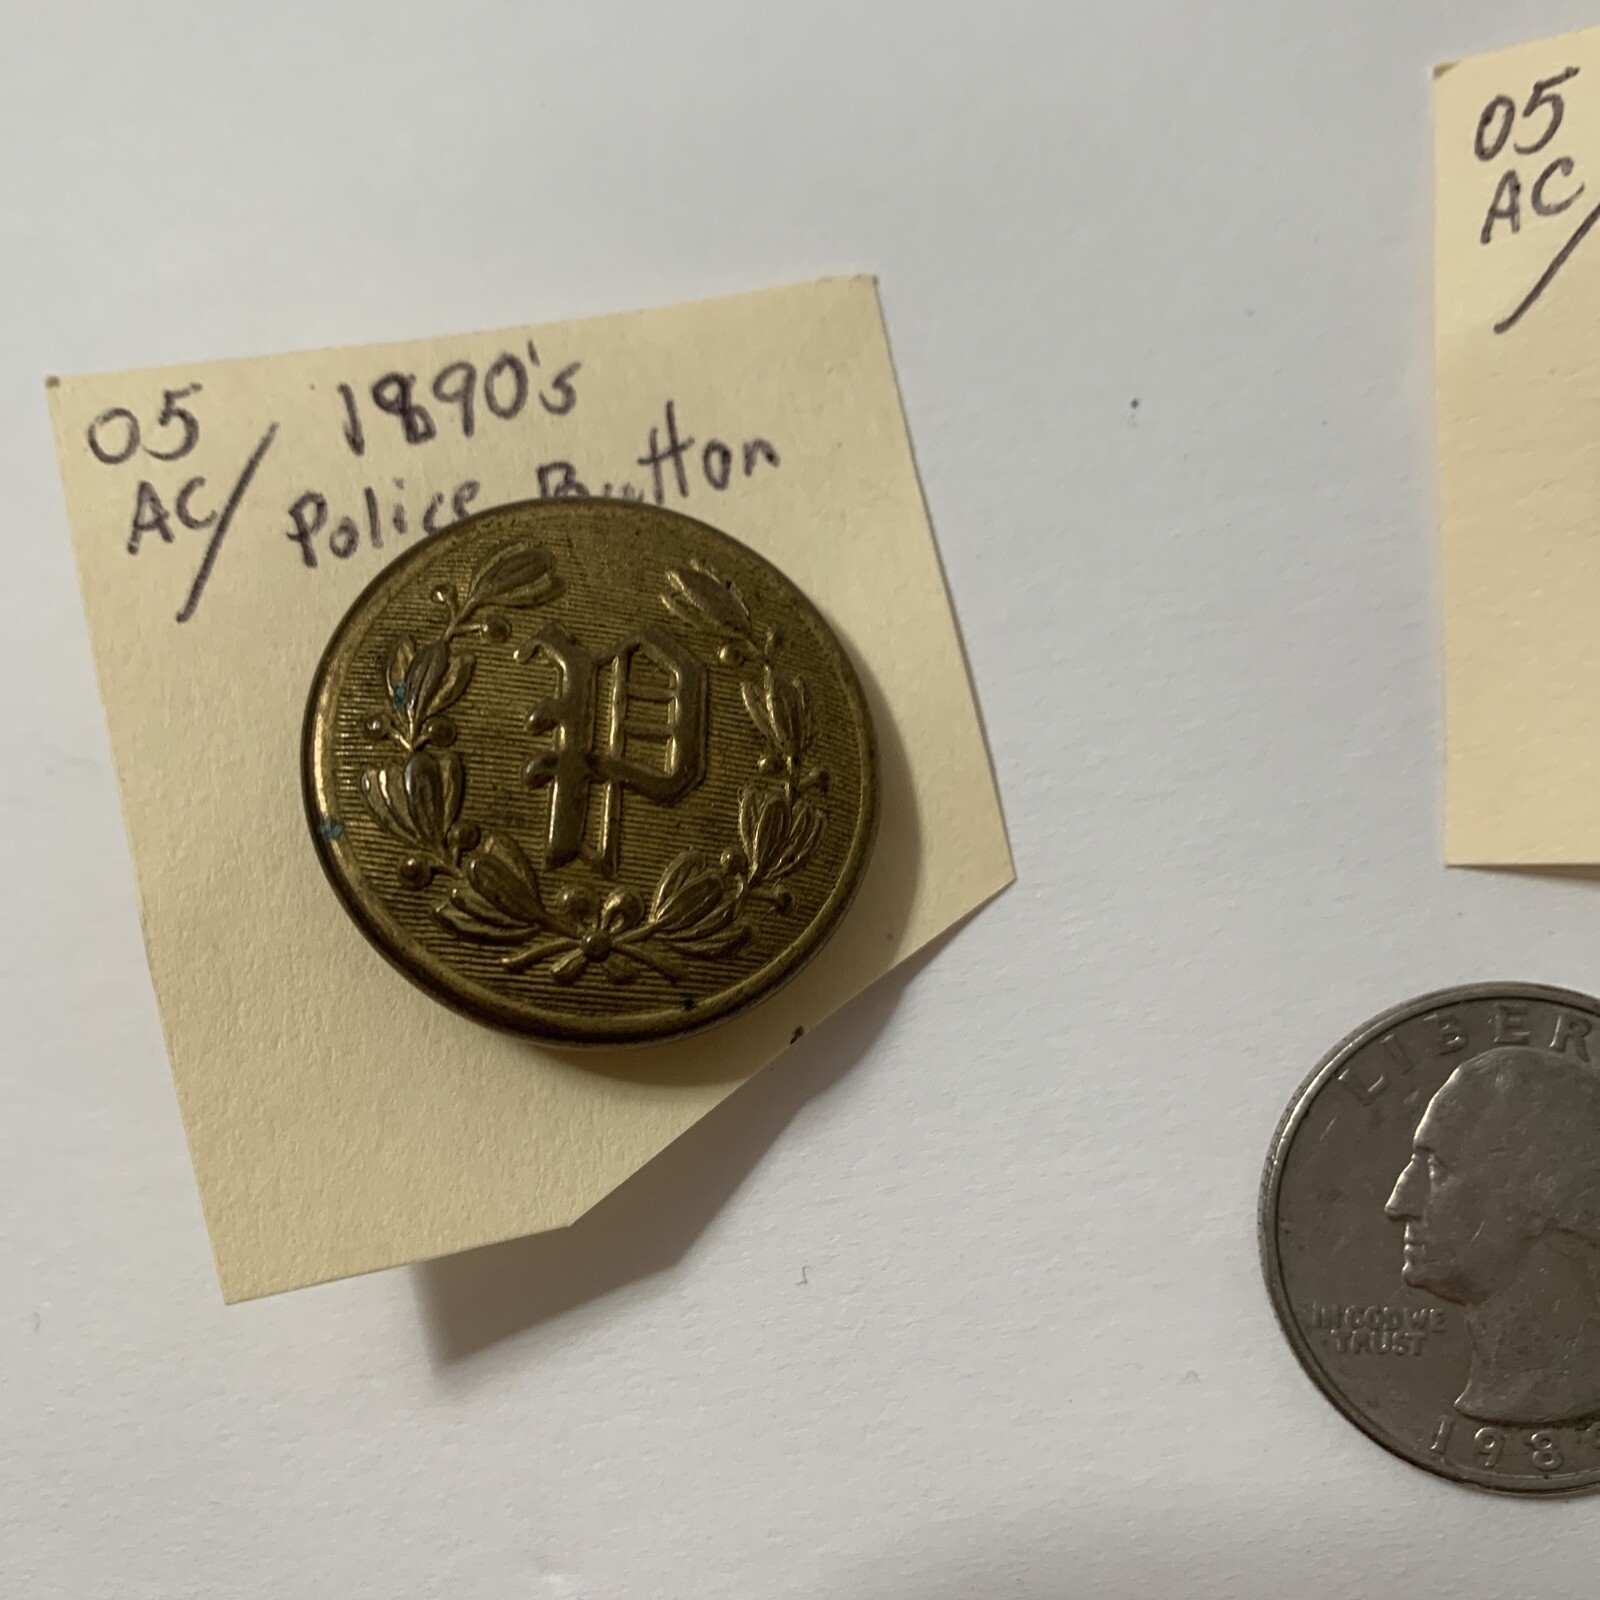 05 1890's
AC/ Police Button
P
05
AC/
LIBER
IN GOD WE
TRUST
198